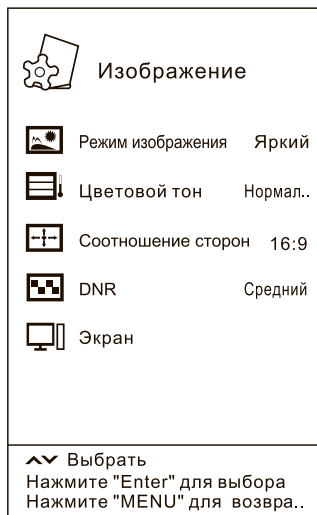 Изображение
Режим изображения Яркий
Цветовой тон Нормал..
Соотношение сторон 16:9
DNR Средний
Экран
Выбрать
Нажмите "Enter" для выбора
Нажмите "MENU" для возвра..